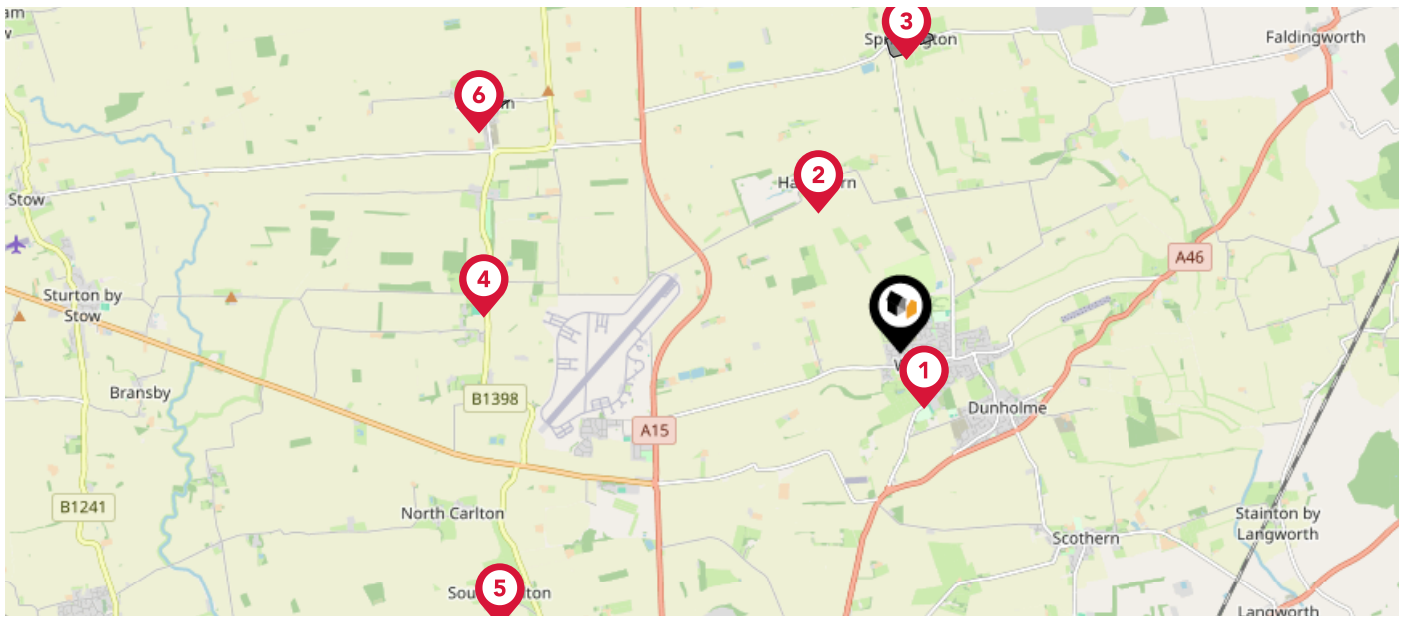 am
w
3
Faldingworth
6
2
Stow
A46
4
Sturton by
Stow
1
Bransby
B1398
Dunholme
A15
B1241
North Carlton
Stainton by
Langworth
Scothern
5
Langworth